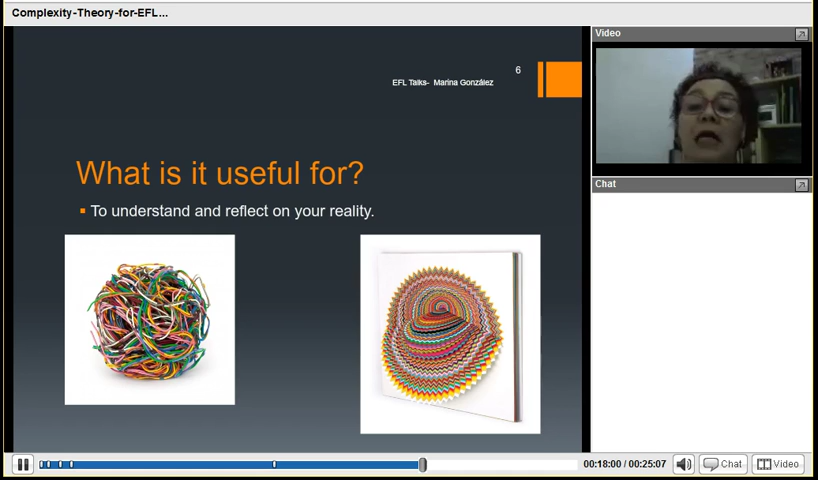 Complexity-Theory-for-EFL...
Video
6
EFL Talks- Marina González
What is it useful for?
To understand and reflect on your reality.
Chat
00:18:00 / 00:25:07
Chat
Video